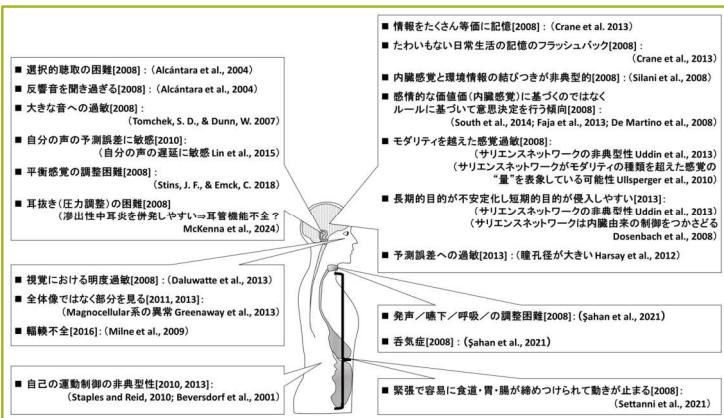 ■ 選択的聴取の困難[2008]:(Alcántara et al., 2004)
■ 反響音を聞き過ぎる[2008]:(Alcántara et al., 2004)
■ 大きな音への過敏[2008]:
(Tomchek, S. D., & Dunn, W. 2007)
■ 自分の声の予測誤差に敏感[2010]:
(自分の声の遅延に敏感 Lin et al., 2015)
■ 平衡感覚の調整困難[2008]:
(Stins, J. F., & Emck, C. 2018)
■ 耳抜き(圧力調整)の困難[2008]
(滲出性中耳炎を併発しやすい⇒耳管機能不全?
McKenna et al., 2024)
■ 視覚における明度過敏[2008]:(Daluwatte et al., 2013)
■ 全体像ではなく部分を見る[2011, 2013]:
(Magnocellular系の異常 Greenaway et al., 2013)
■ 輻輳不全[2016]:(Milne et al., 2009)
■ 自己の運動制御の非典型性[2010, 2013]:
(Staples and Reid, 2010; Beversdorf et al., 2001)
■ 情報をたくさん等価に記憶[2008]:(Crane et al. 2013)
■ たわいもない日常生活の記憶のフラッシュバック[2008]:
(Crane et al., 2013)
■ 内臓感覚と環境情報の結びつきが非典型的[2008]:(Silani et al., 2008)
■ 感情的な価値価(内臓感覚)に基づくのではなく
ルールに基づいて意思決定を行う傾向[2008]:
(South et al., 2014; Faja et al., 2013; De Martino et al., 2008)
■ モダリティを越えた感覚過敏[2008]:
(サリエンスネットワークの非典型性 Uddin et al., 2013)
(サリエンスネットワークがモダリティの種類を超えた感覚の
“量”を表象している可能性 Ullsperger et al., 2010)
■ 長期的目的が不安定化し短期的目的が侵入しやすい[2013]:
(サリエンスネットワークの非典型性 Uddin et al., 2013)
(サリエンスネットワークは内臓由来の制御をつかさどる
Dosenbach et al., 2008)
■ 予測誤差への過敏[2013]:(瞳孔径が大きい Harsay et al., 2012)
■ 発声/嚥下/呼吸/の調整困難[2008]:(Şahan et al., 2021)
■ 呑気症[2008]:(Şahan et al., 2021)
■ 緊張で容易に食道・胃・腸が締めつけられて動きが止まる[2008]:
(Settanni et al., 2021)